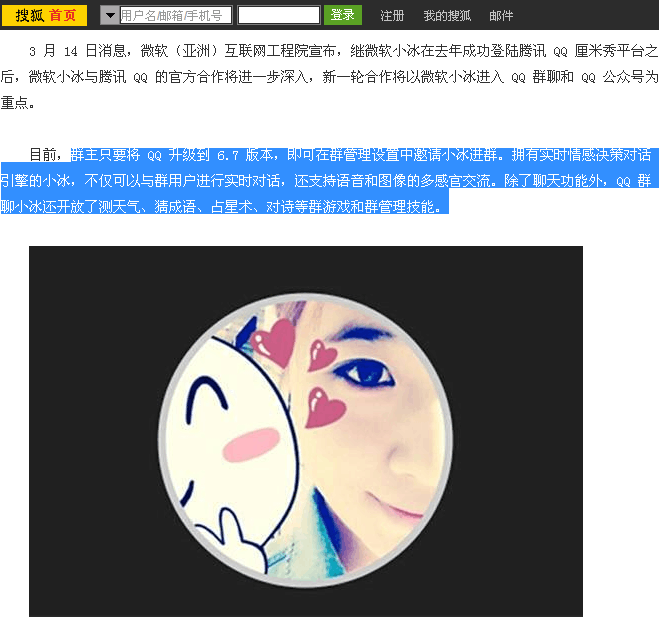 搜狐 首页 用户名/邮箱/手机号 登录 注册 我的搜狐 邮件
3 月 14 日消息，微软（亚洲）互联网工程院宣布，继微软小冰在去年成功登陆腾讯 QQ 厘米秀平台之
后，微软小冰与腾讯 QQ 的官方合作将进一步深入，新一轮合作将以微软小冰进入 QQ 群聊和 QQ 公众号为
重点。
目前，群主只要将 QQ 升级到 6.7 版本，即可在群管理设置中邀请小冰进群。拥有实时情感决策对话
引擎的小冰，不仅可以与群用户进行实时对话，还支持语音和图像的多感官交流。除了聊天功能外，QQ 群
聊小冰还开放了测天气、猜成语、占星术、对诗等群游戏和群管理技能。